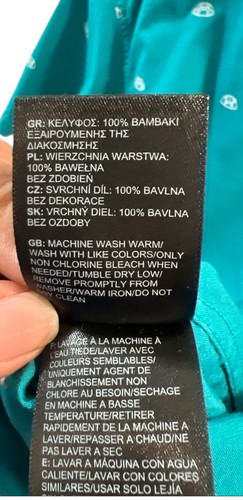 GR: ΚΕΛΥΦΟΣ: 100% ΒΑΜΒΑΚΙ
ΕΞΑΙΡΟΥΜΕΝΗΣ ΤΗΣ
ΔΙΑΚΟΣΜΗΣΗΣ
PL: WIERZCHNIA WARSTWA:
100% BAWEŁNA
BEZ ZDOBIEŃ
CZ: SVRCHNÍ DÍL: 100% BAVLNA
BEZ DEKORACE
SK: VRCHNÝ DIEL: 100% BAVLNA
BEZ OZDOBY
GB: MACHINE WASH WARM/
WASH WITH LIKE COLORS/ONLY
NON CHLORINE BLEACH WHEN
NEEDED/TUMBLE DRY LOW/
REMOVE PROMPTLY FROM
WASHER/WARM IRON/DO NOT
DRY CLEAN
F: LAVAGE À LA MACHINE À
L'EAU TIÈDE/LAVER AVEC
COULEURS SEMBLABLES/
UNIQUEMENT AGENT DE
BLANCHISSEMENT NON
CHLORE AU BESOIN/SECHAGE
EN MACHINE A BASSE
TEMPERATURE/RETIRER
RAPIDEMENT DE LA MACHINE À
LAVER/REPASSER A CHAUD/NE
PAS LAVER À SEC
E: LAVAR A MÁQUINA CON AGUA
CALIENTE/LAVAR CON COLORES
SIMILARES/USAR SOLO LEJÍA